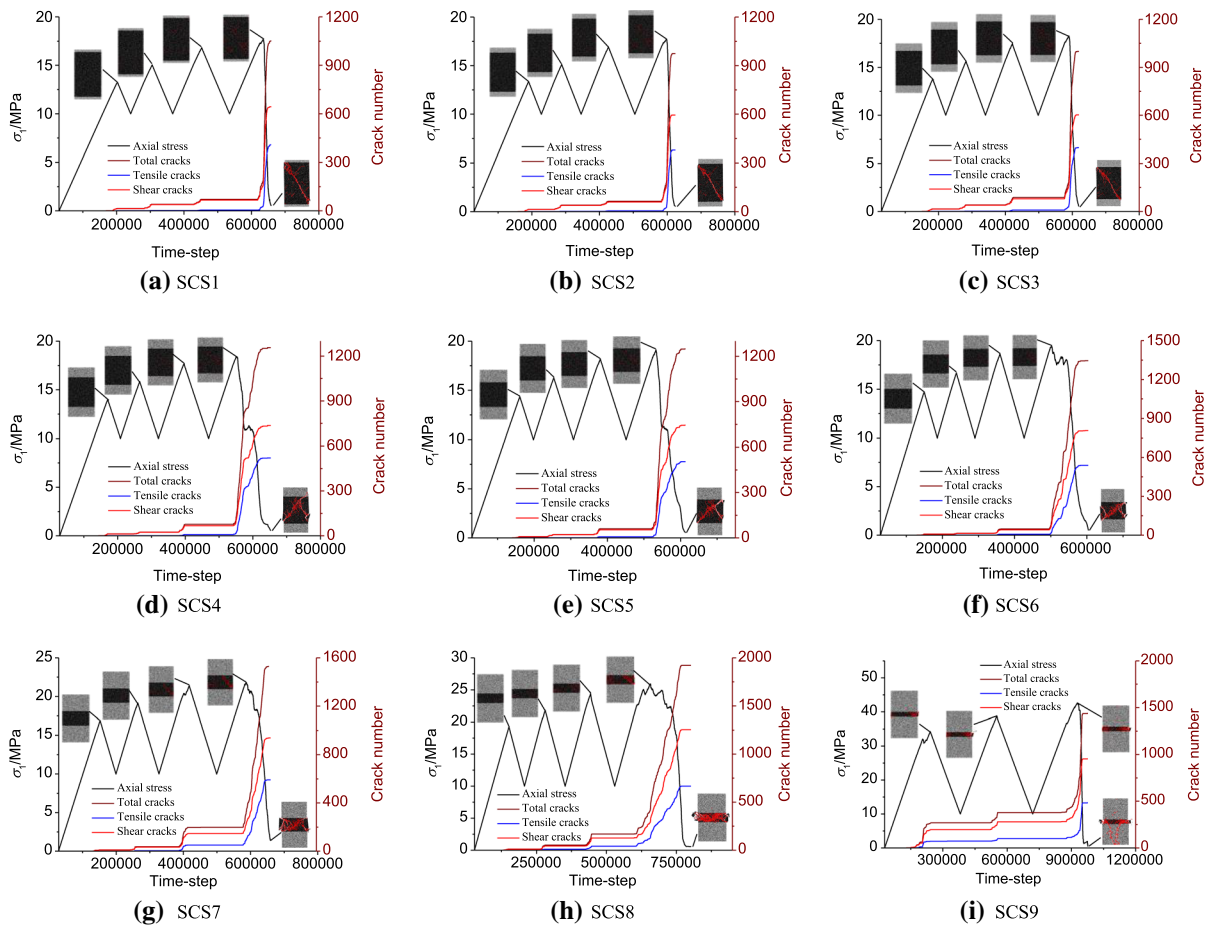 20
15
10
5
0
σ₁/MPa
1200
900
600
300
0
Crack number
Axial stress
Total cracks
Tensile cracks
Shear cracks
200000 400000 600000 800000
Time-step
(a) SCS1
20
15
10
5
0
σ₁/MPa
1200
900
600
300
0
Crack number
Axial stress
Total cracks
Tensile cracks
Shear cracks
200000 400000 600000 800000
Time-step
(b) SCS2
20
15
10
5
0
σ₁/MPa
1200
900
600
300
0
Crack number
Axial stress
Total cracks
Tensile cracks
Shear cracks
200000 400000 600000 800000
Time-step
(c) SCS3
20
15
10
5
0
σ₁/MPa
1200
900
600
300
0
Crack number
Axial stress
Total cracks
Tensile cracks
Shear cracks
200000 400000 600000 800000
Time-step
(d) SCS4
20
15
10
5
0
σ₁/MPa
1200
900
600
300
0
Crack number
Axial stress
Total cracks
Tensile cracks
Shear cracks
200000 400000 600000
Time-step
(e) SCS5
20
15
10
5
0
σ₁/MPa
1500
1200
900
600
300
0
Crack number
Axial stress
Total cracks
Tensile cracks
Shear cracks
200000 400000 600000
Time-step
(f) SCS6
25
20
15
10
5
0
σ₁/MPa
1600
1200
800
400
0
Crack number
Axial stress
Total cracks
Tensile cracks
Shear cracks
200000 400000 600000 800000
Time-step
(g) SCS7
30
25
20
15
10
5
0
σ₁/MPa
2000
1500
1000
500
0
Crack number
Axial stress
Total cracks
Tensile cracks
Shear cracks
250000 500000 750000
Time-step
(h) SCS8
50
40
30
20
10
0
σ₁/MPa
2000
1500
1000
500
0
Crack number
Axial stress
Total cracks
Tensile cracks
Shear cracks
300000 600000 900000 1200000
Time-step
(i) SCS9